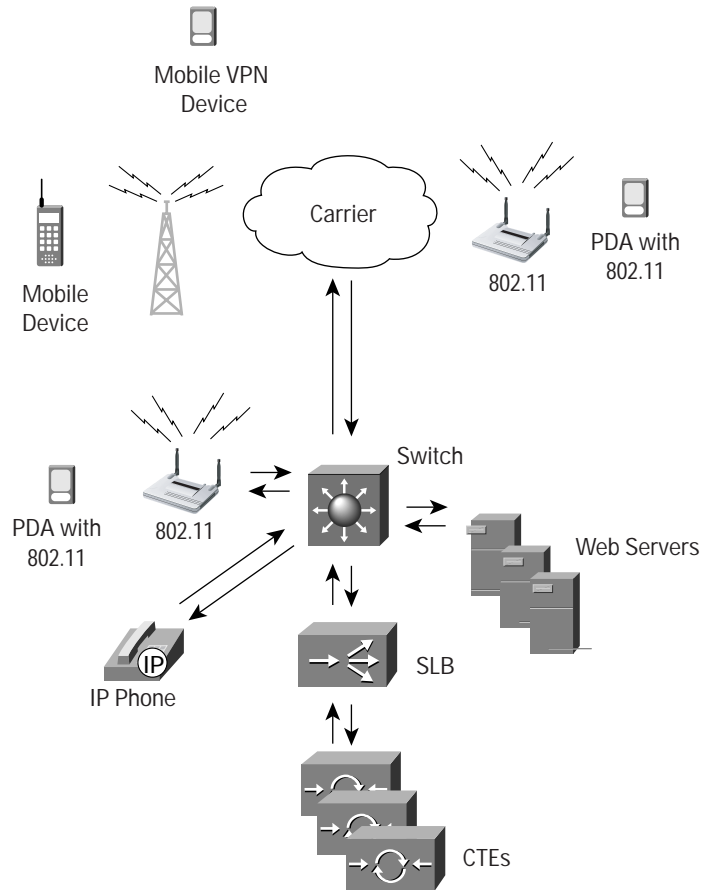 Mobile VPN
Device
Carrier
Mobile
Device
802.11
PDA with
802.11
Switch
PDA with
802.11
802.11
Web Servers
IP
IP Phone
SLB
CTEs